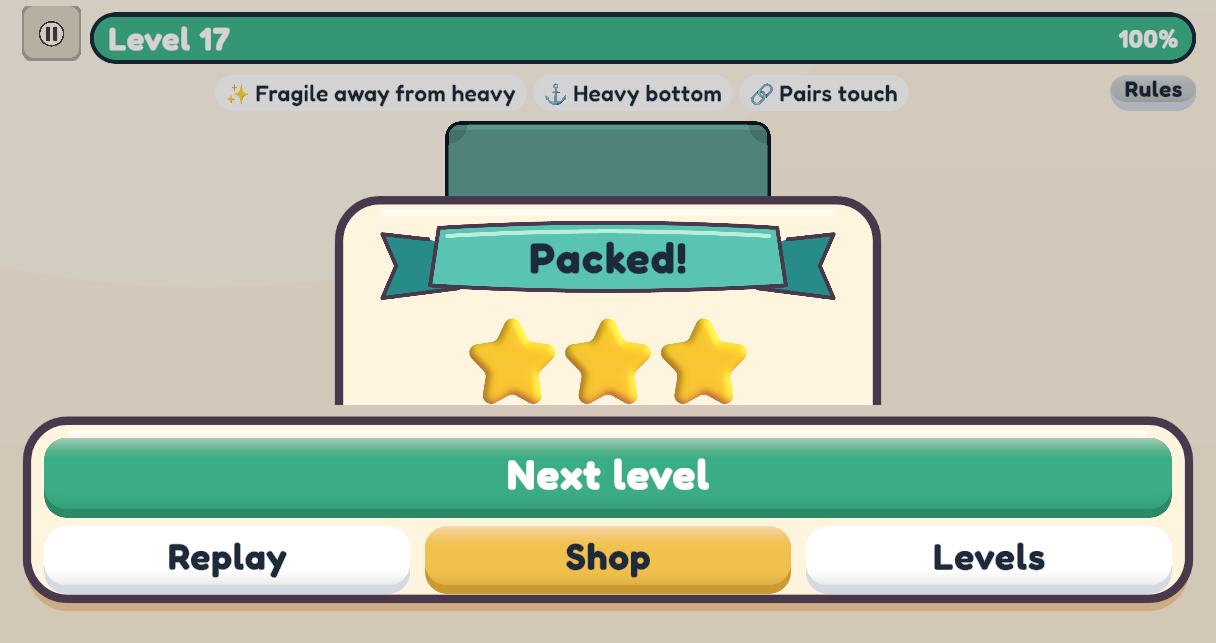 Level 17
100%
✨ Fragile away from heavy
⚓ Heavy bottom
🔗 Pairs touch
Rules
Packed!
Next level
Replay
Shop
Levels